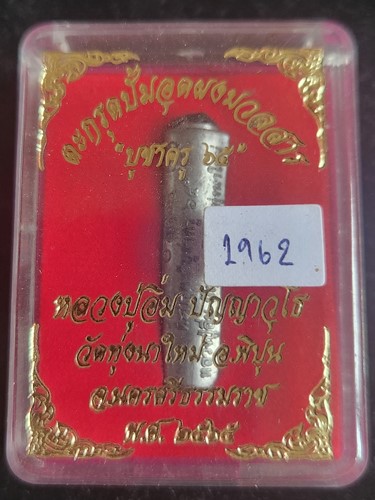 ตะกรุดปั๊มอุดผงมวลสาร
"บูชาครู ๖๕"
1962
หลวงปู่อิ่ม ปัญญาวุโธ
วัดทุ่งนาใหม่ อ.พิปูน
จ.นครศรีธรรมราช
พ.ศ. ๒๕๖๕